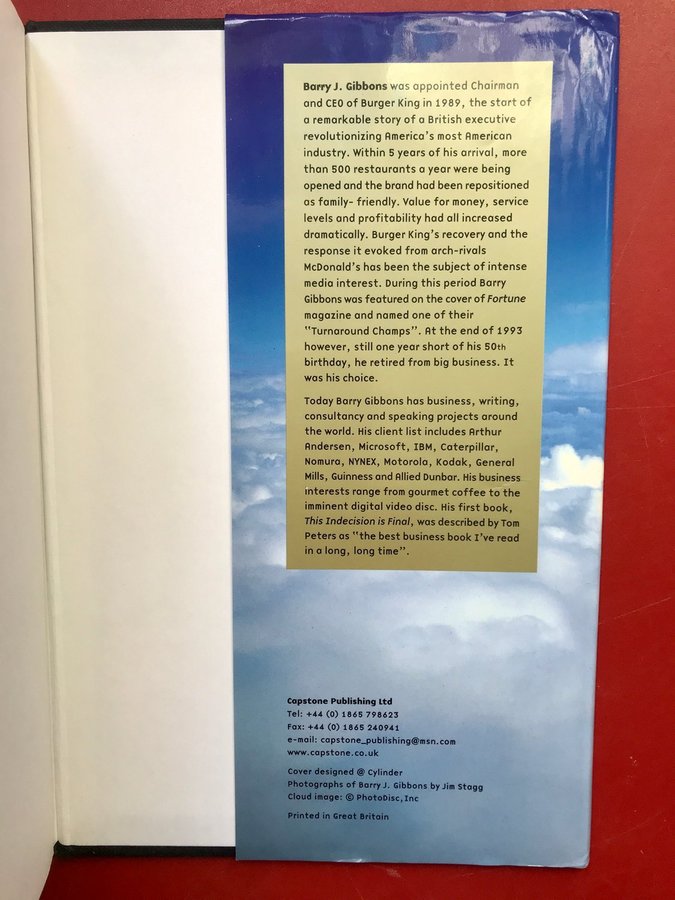 Barry J. Gibbons was appointed Chairman
and CEO of Burger King in 1989, the start of
a remarkable story of a British executive
revolutionizing America's most American
industry. Within 5 years of his arrival, more
than 500 restaurants a year were being
opened and the brand had been repositioned
as family- friendly. Value for money, service
levels and profitability had all increased
dramatically. Burger King's recovery and the
response it evoked from arch-rivals
McDonald's has been the subject of intense
media interest. During this period Barry
Gibbons was featured on the cover of Fortune
magazine and named one of their
"Turnaround Champs". At the end of 1993
however, still one year short of his 50th
birthday, he retired from big business. It
was his choice.
Today Barry Gibbons has business, writing,
consultancy and speaking projects around
the world. His client list includes Arthur
Andersen, Microsoft, IBM, Caterpillar,
Nomura, NYNEX, Motorola, Kodak, General
Mills, Guinness and Allied Dunbar. His business
interests range from gourmet coffee to the
imminent digital video disc. His first book,
This Indecision is Final, was described by Tom
Peters as "the best business book I've read
in a long, long time".
Capstone Publishing Ltd
Tel: +44 (0) 1865 798623
Fax: +44 (0) 1865 240941
e-mail: capstone_publishing@msn.com
www.capstone.co.uk
Cover designed @ Cylinder
Photographs of Barry J. Gibbons by Jim Stagg
Cloud image: © PhotoDisc,Inc
Printed in Great Britain